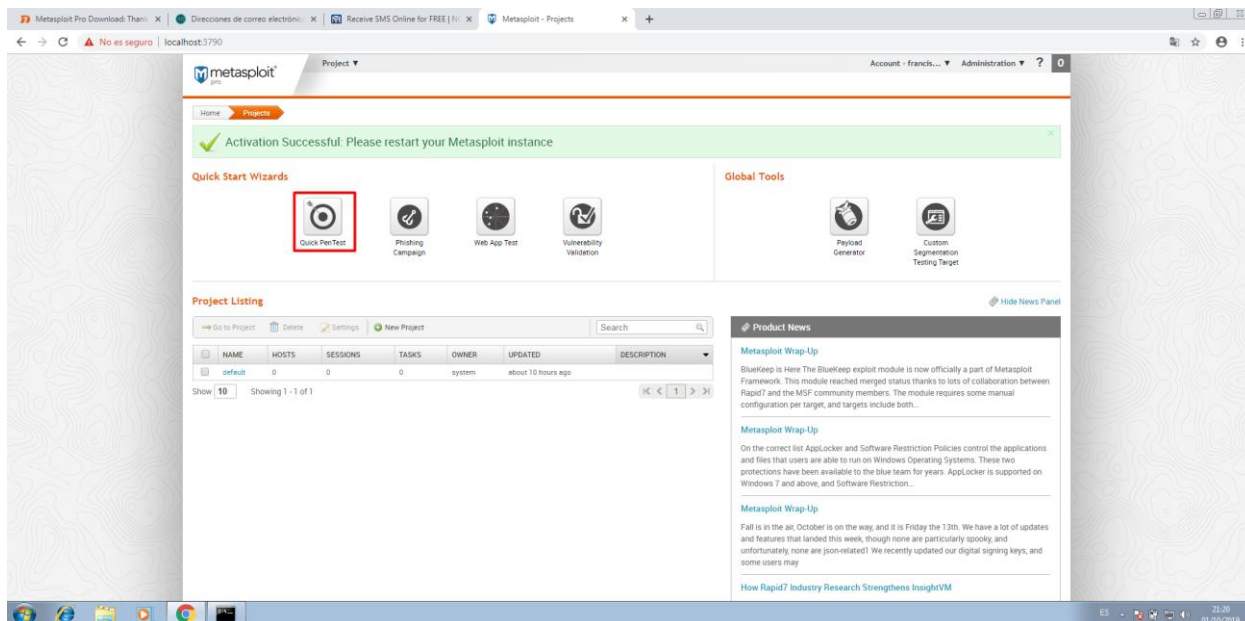 Metasploit Pro Download: Than
Direcciones de correo electrónic
Receive SMS Online for FREE |
Metasploit - Projects
No es seguro | localhost:3790
metasploit
pro
Project
Account - francis...
Administration
?
0
Home
Projects
Activation Successful: Please restart your Metasploit instance
Quick Start Wizards
Quick PenTest
Phishing
Campaign
Web App Test
Vulnerability
Validation
Global Tools
Payload
Generator
Custom
Segmentation
Testing Target
Project Listing
Hide News Panel
Go to Project
Delete
Settings
New Project
Search
NAME HOSTS SESSIONS TASKS OWNER UPDATED DESCRIPTION
default 0 0 0 system about 10 hours ago
Show 10 Showing 1 - 1 of 1
1
Product News
Metasploit Wrap-Up
BlueKeep is Here The BlueKeep exploit module is now officially a part of Metasploit
Framework. This module reached merged status thanks to lots of collaboration between
Rapid7 and the MSF community members. The module requires some manual
configuration per target, and targets include both...
Metasploit Wrap-Up
On the correct list AppLocker and Software Restriction Policies control the applications
and files that users are able to run on Windows Operating Systems. These two
protections have been available to the blue team for years. AppLocker is supported on
Windows 7 and above, and Software Restriction...
Metasploit Wrap-Up
Fall is in the air, October is on the way, and it is Friday the 13th. We have a lot of updates
and features that landed this week, though none are particularly spooky, and
unfortunately, none are json-related1 We recently updated our digital signing keys, and
some users may
How Rapid7 Industry Research Strengthens InsightVM
ES
21:20
01/10/2019